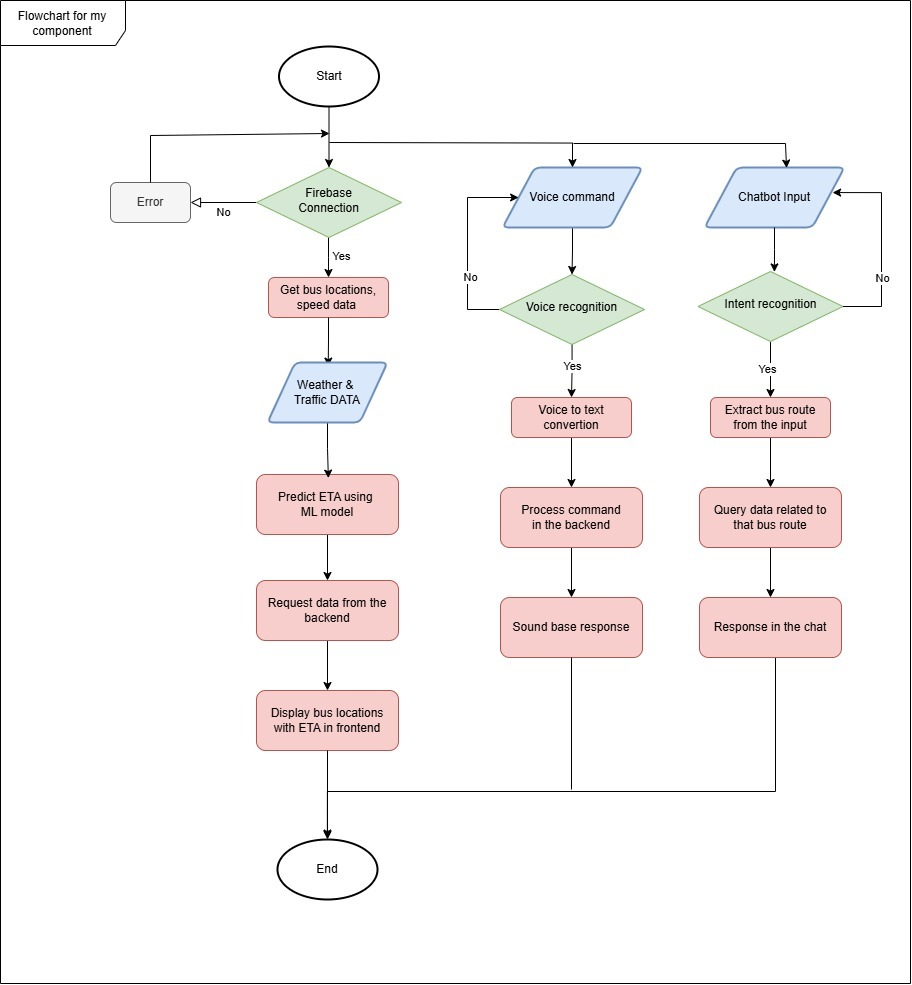 Flowchart for my
component
Start
Error
No
Firebase
Connection
Yes
Get bus locations,
speed data
Weather &
Traffic DATA
Predict ETA using
ML model
Request data from the
backend
Display bus locations
with ETA in frontend
End
Voice command
No
Voice recognition
Yes
Voice to text
convertion
Process command
in the backend
Sound base response
Chatbot Input
No
Intent recognition
Yes
Extract bus route
from the input
Query data related to
that bus route
Response in the chat